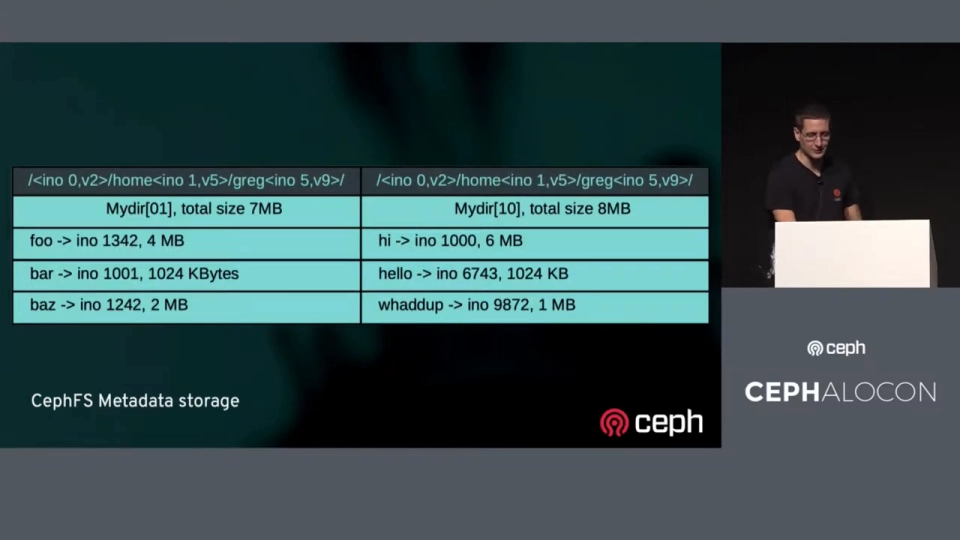 /<ino 0,v2>/home<ino 1,v5>/greg<ino 5,v9>/
/<ino 0,v2>/home<ino 1,v5>/greg<ino 5,v9>/
Mydir[01], total size 7MB
Mydir[10], total size 8MB
foo -> ino 1342, 4 MB
hi -> ino 1000, 6 MB
bar -> ino 1001, 1024 KBytes
hello -> ino 6743, 1024 KB
baz -> ino 1242, 2 MB
whaddup -> ino 9872, 1 MB
CephFS Metadata storage
ceph
ceph
CEPHALOCON